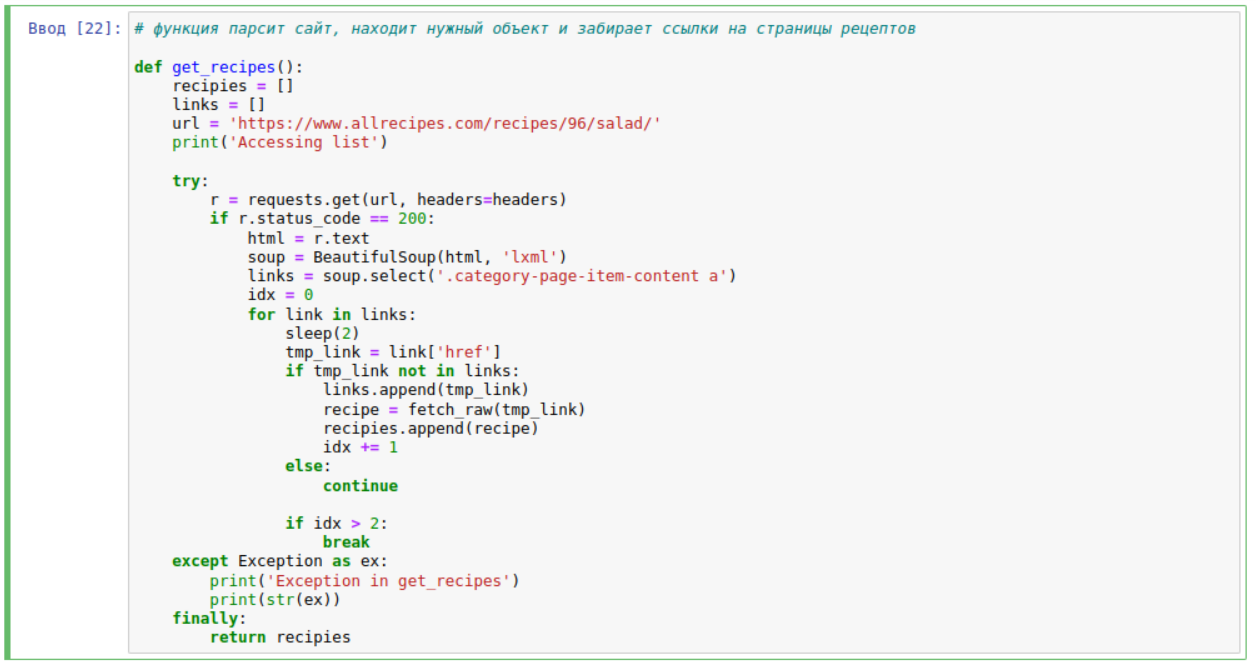 Ввод [22]: # функция парсит сайт, находит нужный объект и забирает ссылки на страницы рецептов

def get_recipes():
    recipies = []
    links = []
    url = 'https://www.allrecipes.com/recipes/96/salad/'
    print('Accessing list')

    try:
        r = requests.get(url, headers=headers)
        if r.status_code == 200:
            html = r.text
            soup = BeautifulSoup(html, 'lxml')
            links = soup.select('.category-page-item-content a')
            idx = 0
            for link in links:
                sleep(2)
                tmp_link = link['href']
                if tmp_link not in links:
                    links.append(tmp_link)
                    recipe = fetch_raw(tmp_link)
                    recipies.append(recipe)
                    idx += 1
                else:
                    continue

                if idx > 2:
                    break
    except Exception as ex:
        print('Exception in get_recipes')
        print(str(ex))
    finally:
        return recipies